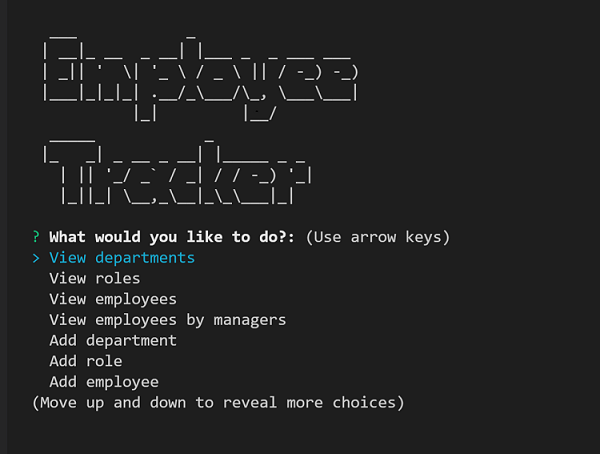 Employee
Tracker
? What would you like to do?: (Use arrow keys)
> View departments
View roles
View employees
View employees by managers
Add department
Add role
Add employee
(Move up and down to reveal more choices)